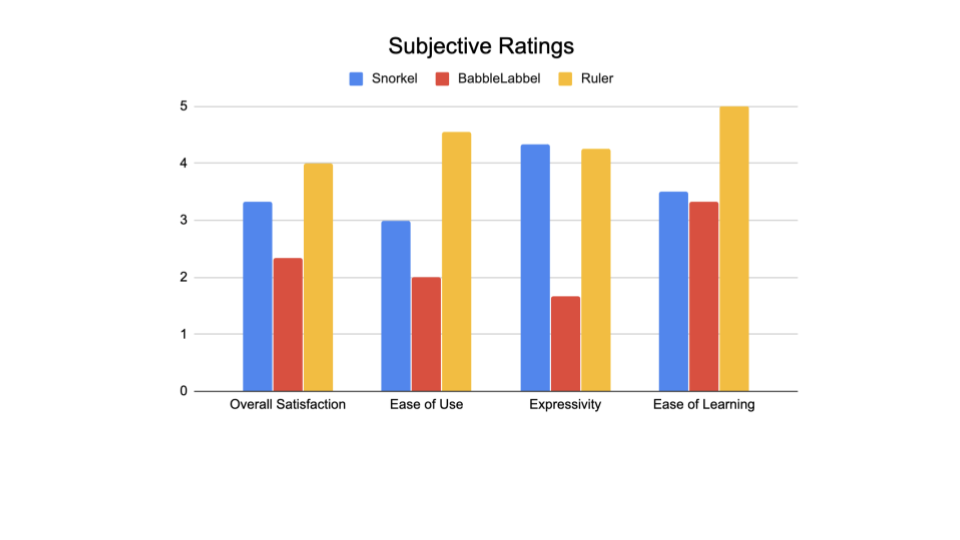 Subjective Ratings
Snorkel BabbleLabbel Ruler
5
4
3
2
1
0
Overall Satisfaction Ease of Use Expressivity Ease of Learning